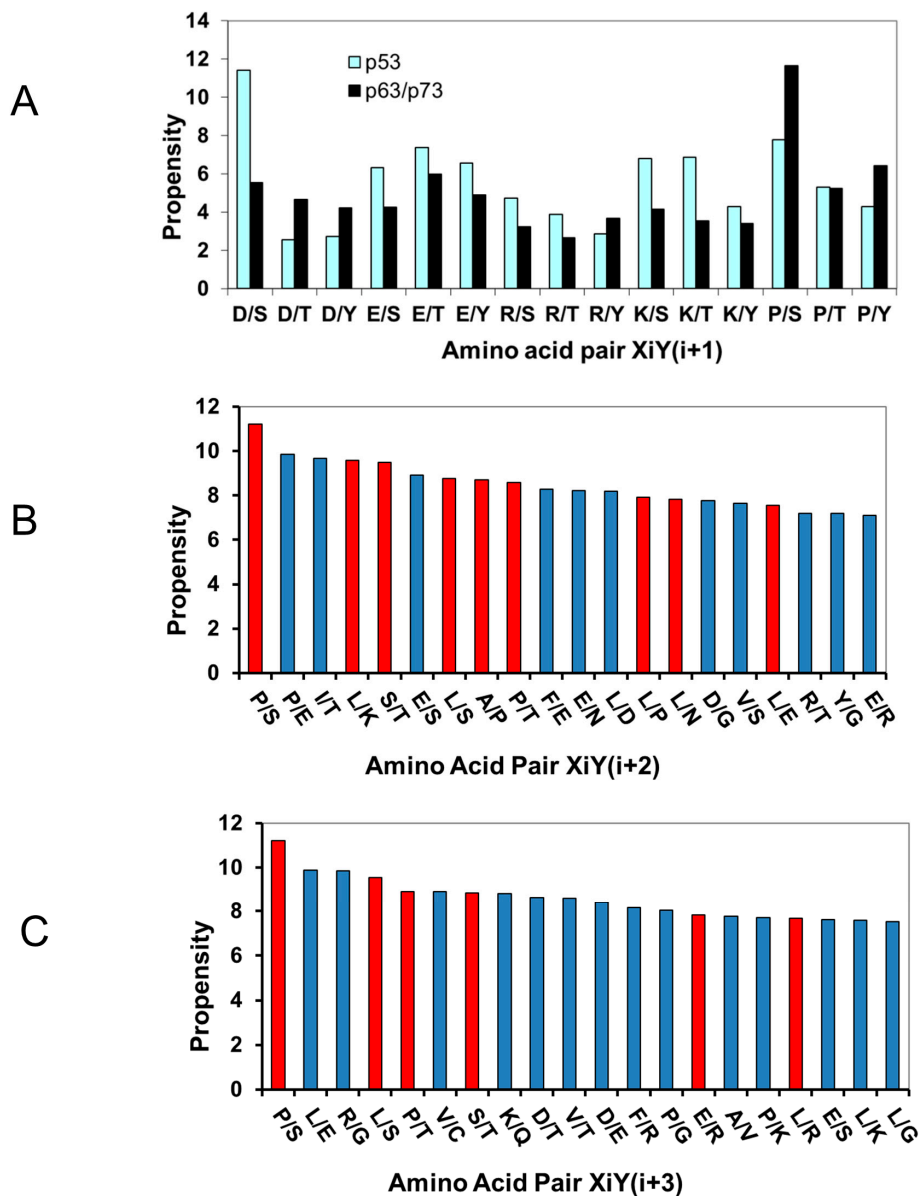 A
14
12
10
8
6
4
2
0
Propensity
p53
p63/p73
D/S D/T D/Y E/S E/T E/Y R/S R/T R/Y K/S K/T K/Y P/S P/T P/Y
Amino acid pair XiY(i+1)
B
12
10
8
6
4
2
0
Propensity
P/S P/E I/T L/K S/T E/S L/S A/P P/T F/E E/N L/D L/P L/N D/G V/S L/E R/T Y/G E/R
Amino Acid Pair XiY(i+2)
C
12
10
8
6
4
2
0
Propensity
P/S L/E R/G L/S P/T V/C S/T K/Q D/T V/T D/E F/R P/G E/R A/V P/K L/R E/S L/K L/G
Amino Acid Pair XiY(i+3)